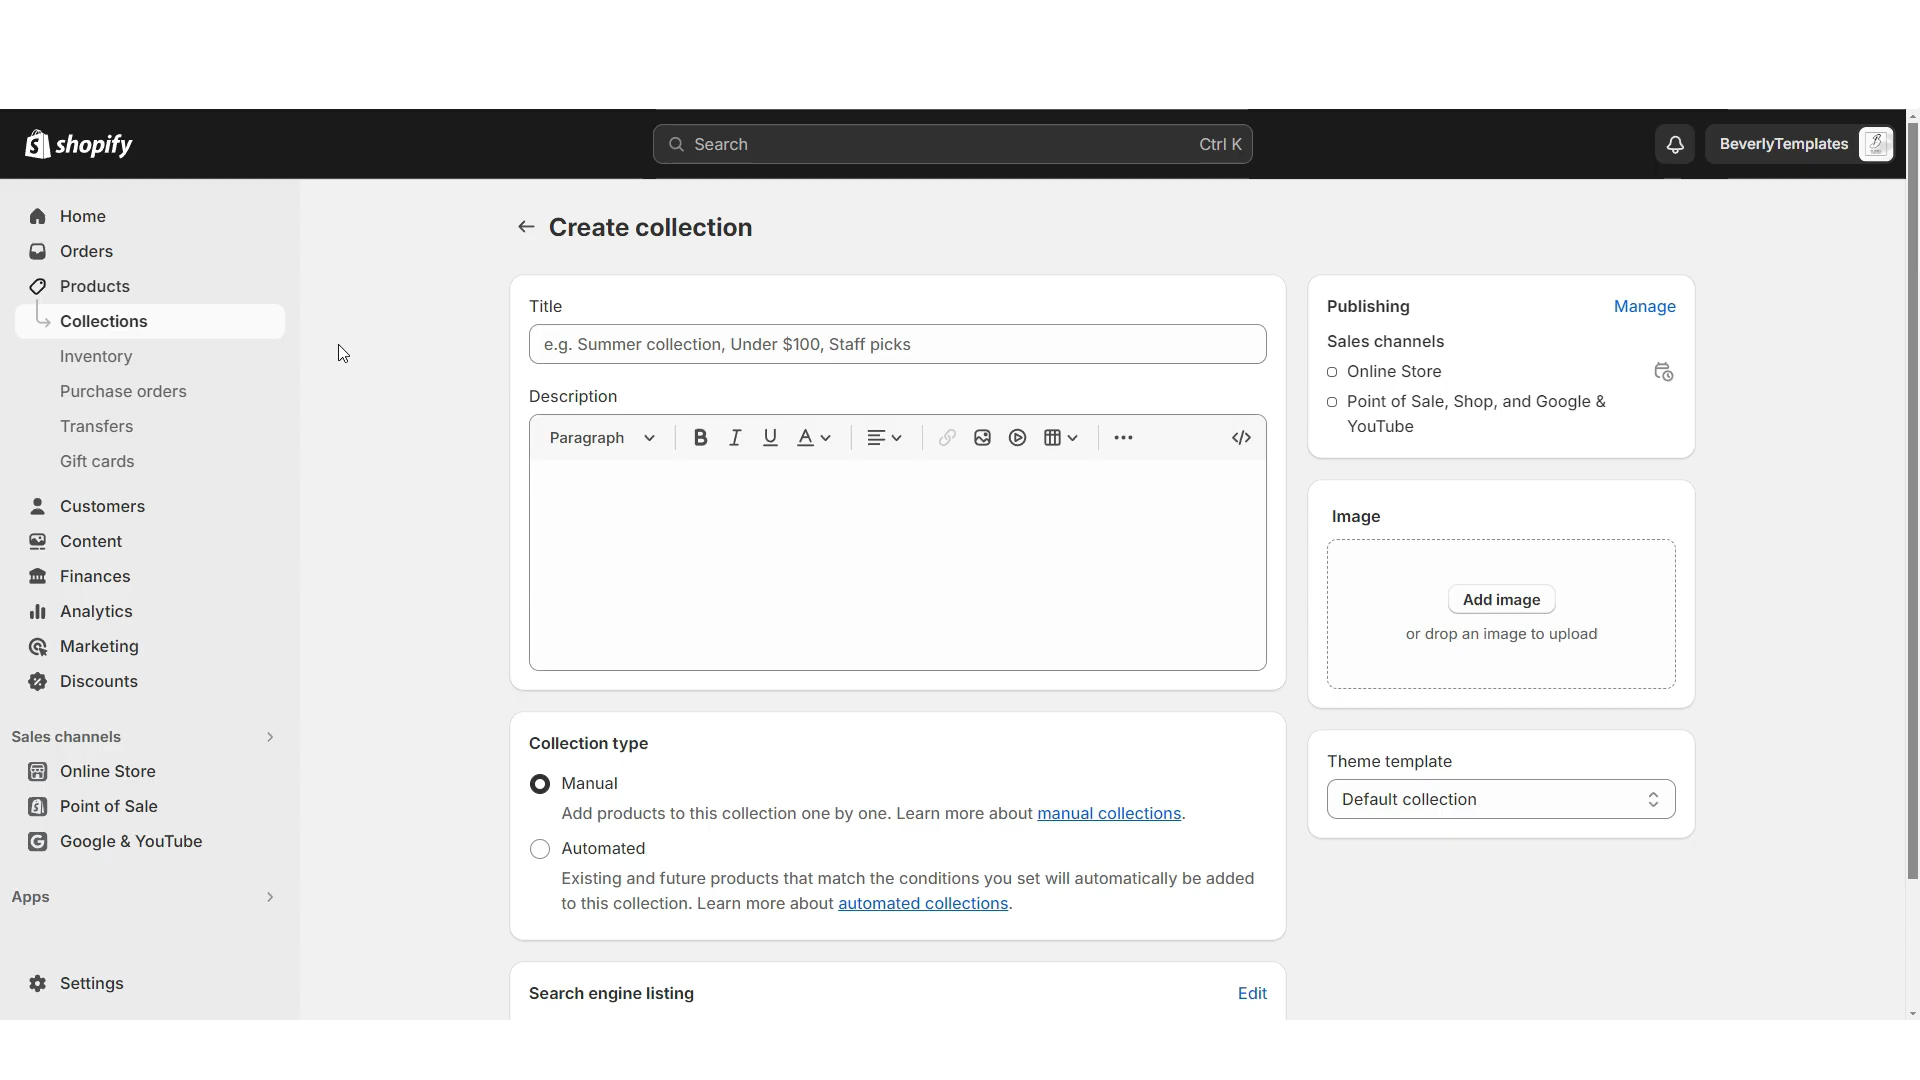 shopify
Search Ctrl K
BeverlyTemplates
Home
Orders
Products
Collections
Inventory
Purchase orders
Transfers
Gift cards
Customers
Content
Finances
Analytics
Marketing
Discounts
Sales channels
Online Store
Point of Sale
Google & YouTube
Apps
Settings
Create collection
Title
e.g. Summer collection, Under $100, Staff picks
Description
Paragraph
Collection type
Manual
Add products to this collection one by one. Learn more about manual collections.
Automated
Existing and future products that match the conditions you set will automatically be added
to this collection. Learn more about automated collections.
Search engine listing Edit
Publishing Manage
Sales channels
Online Store
Point of Sale, Shop, and Google &
YouTube
Image
Add image
or drop an image to upload
Theme template
Default collection